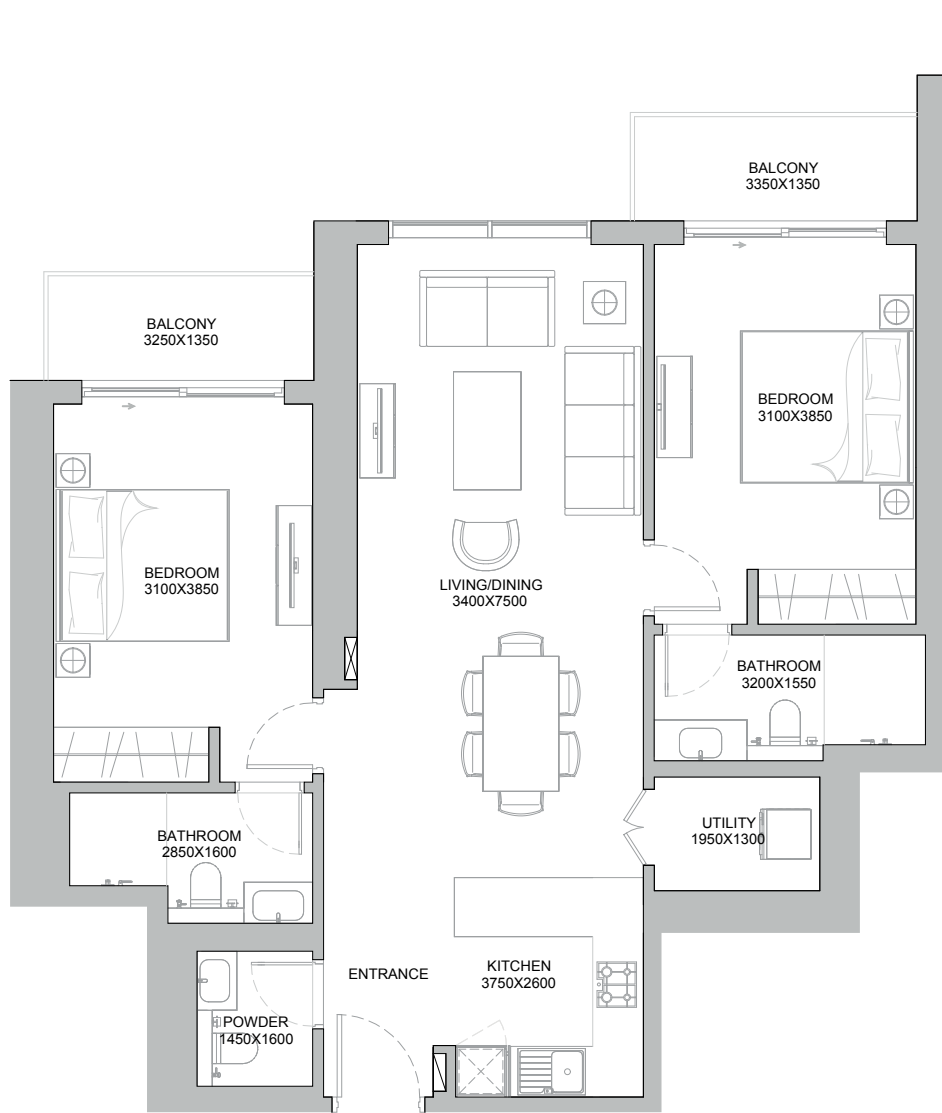 BALCONY
3350X1350
BALCONY
3250X1350
BEDROOM
3100X3850
BEDROOM
3100X3850
LIVING/DINING
3400X7500
BATHROOM
3200X1550
BATHROOM
2850X1600
UTILITY
1950X1300
ENTRANCE
KITCHEN
3750X2600
POWDER
1450X1600